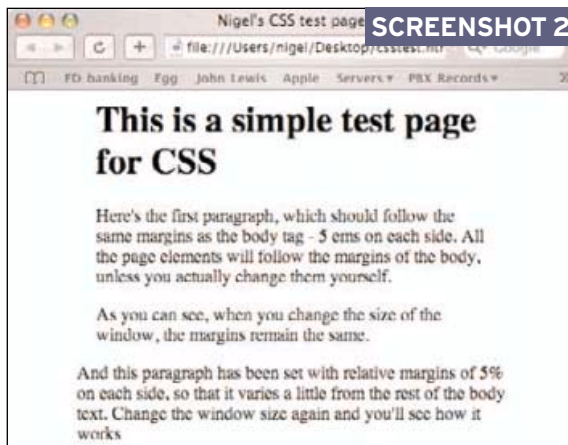 Nigel's CSS test page
SCREENSHOT 2
file:///Users/nigel/Desktop/csstest.htr
Google
FD banking Egg John Lewis Apple Servers PBX Records
This is a simple test page
for CSS
Here's the first paragraph, which should follow the
same margins as the body tag - 5 ems on each side. All
the page elements will follow the margins of the body,
unless you actually change them yourself.
As you can see, when you change the size of the
window, the margins remain the same.
And this paragraph has been set with relative margins of 5%
on each side, so that it varies a little from the rest of the body
text. Change the window size again and you'll see how it
works